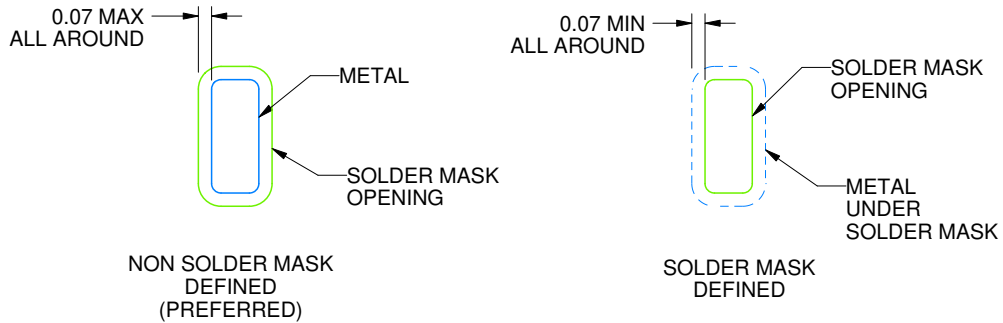 0.07 MAX
ALL AROUND
METAL
SOLDER MASK
OPENING
NON SOLDER MASK
DEFINED
(PREFERRED)
0.07 MIN
ALL AROUND
SOLDER MASK
OPENING
METAL
UNDER
SOLDER MASK
SOLDER MASK
DEFINED